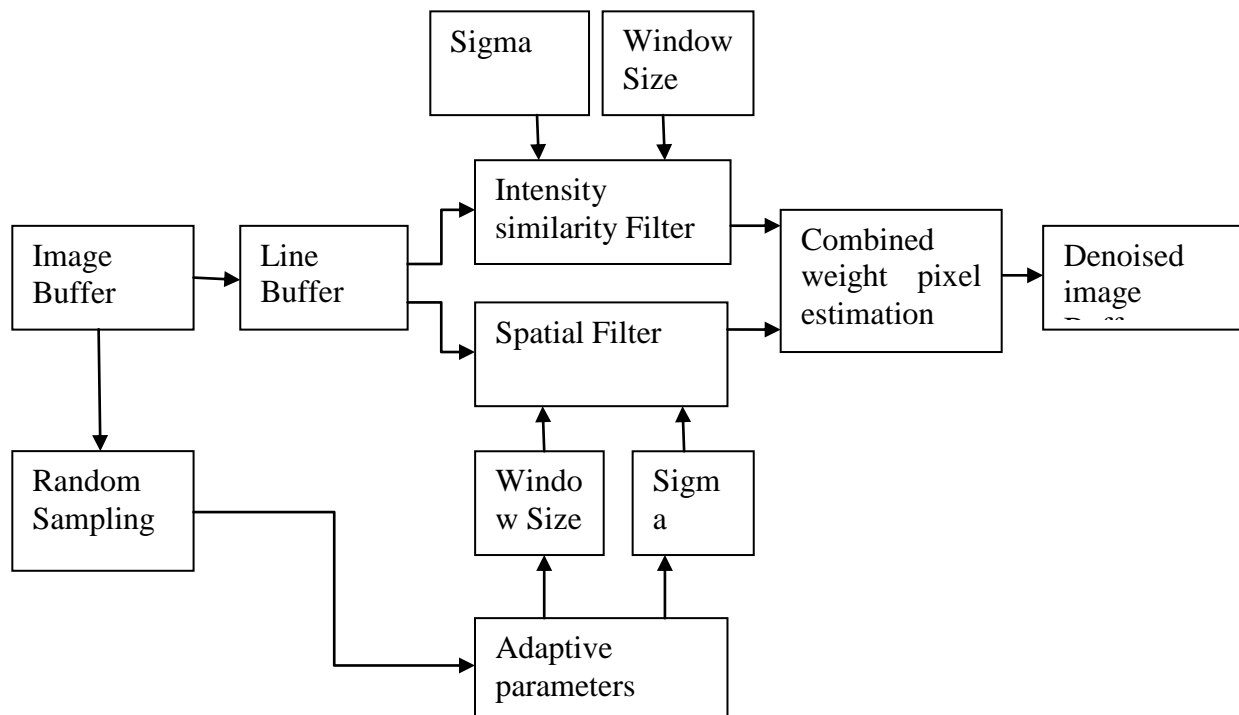 Sigma
Window
Size
Intensity
similarity Filter
Image
Buffer
Line
Buffer
Combined
weight pixel
estimation
Denoised
image
Spatial Filter
Random
Sampling
Windo
w Size
Sigm
a
Adaptive
parameters